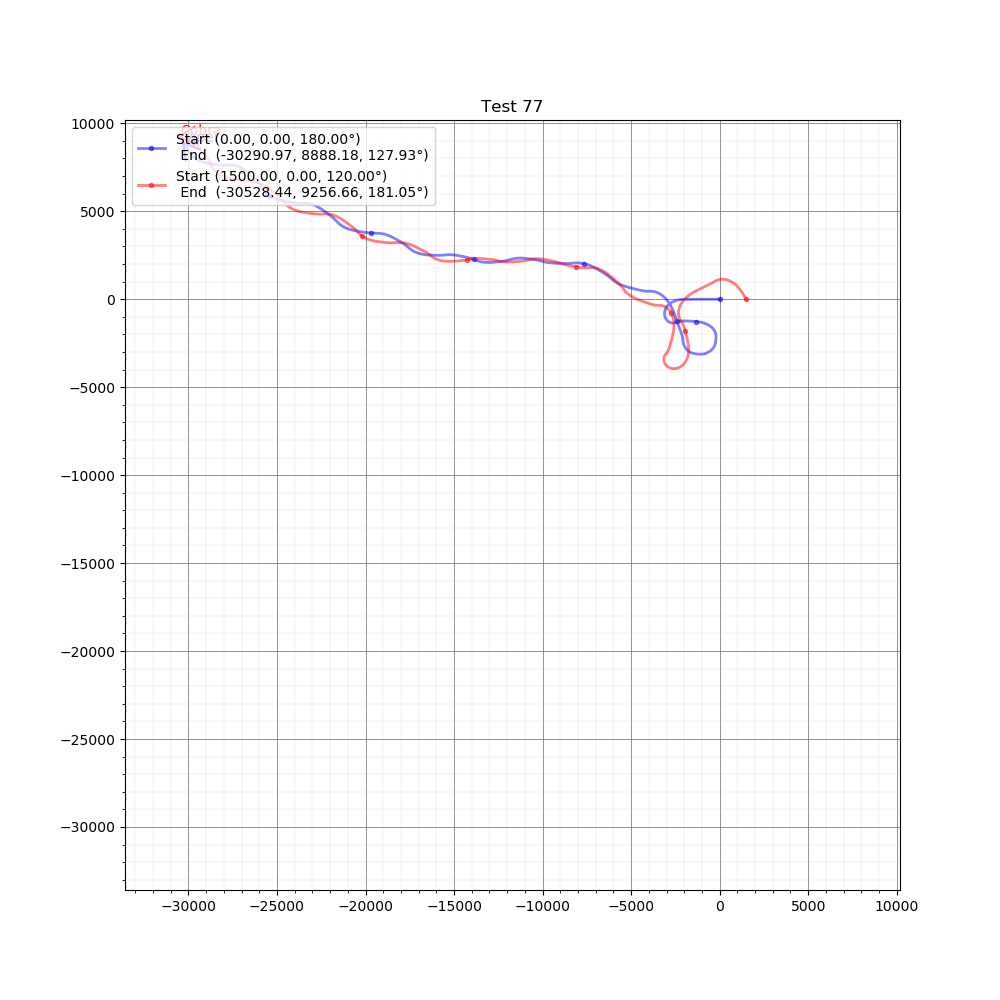 Test 77
Cobra
Start (0.00, 0.00, 180.00°)
End (-30290.97, 8888.18, 127.93°)
Start (1500.00, 0.00, 120.00°)
End (-30528.44, 9256.66, 181.05°)
10000
5000
0
−5000
−10000
−15000
−20000
−25000
−30000
−30000 −25000 −20000 −15000 −10000 −5000 0 5000 10000